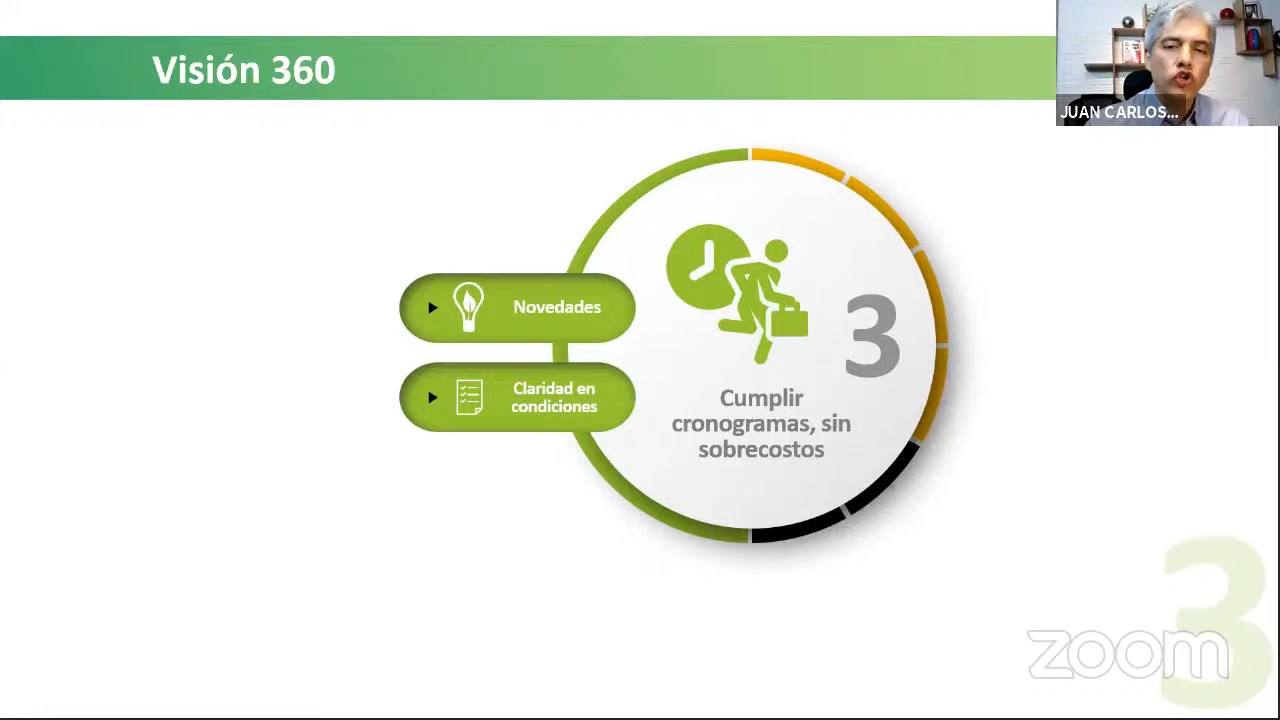 Visión 360
JUAN CARLOS...
Novedades
Claridad en
condiciones
3
Cumplir
cronogramas, sin
sobrecostos
3
zoom